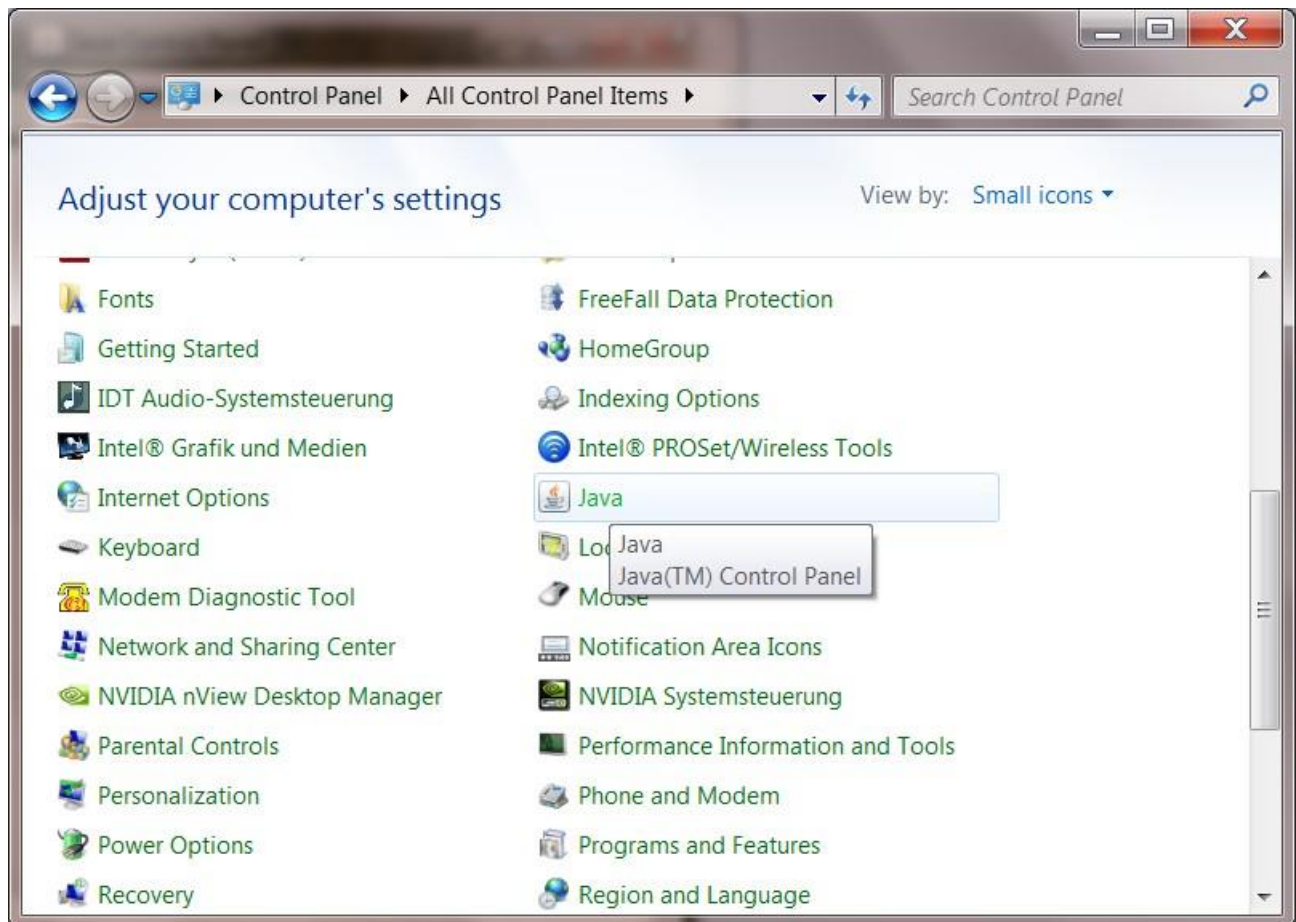 Control Panel All Control Panel Items
Search Control Panel
Adjust your computer's settings
View by: Small icons
Fonts
FreeFall Data Protection
Getting Started
HomeGroup
IDT Audio-Systemsteuerung
Indexing Options
Intel® Grafik und Medien
Intel® PROSet/Wireless Tools
Internet Options
Java
Keyboard
Java
Java(TM) Control Panel
Modem Diagnostic Tool
Mouse
Network and Sharing Center
Notification Area Icons
NVIDIA nView Desktop Manager
NVIDIA Systemsteuerung
Parental Controls
Performance Information and Tools
Personalization
Phone and Modem
Power Options
Programs and Features
Recovery
Region and Language